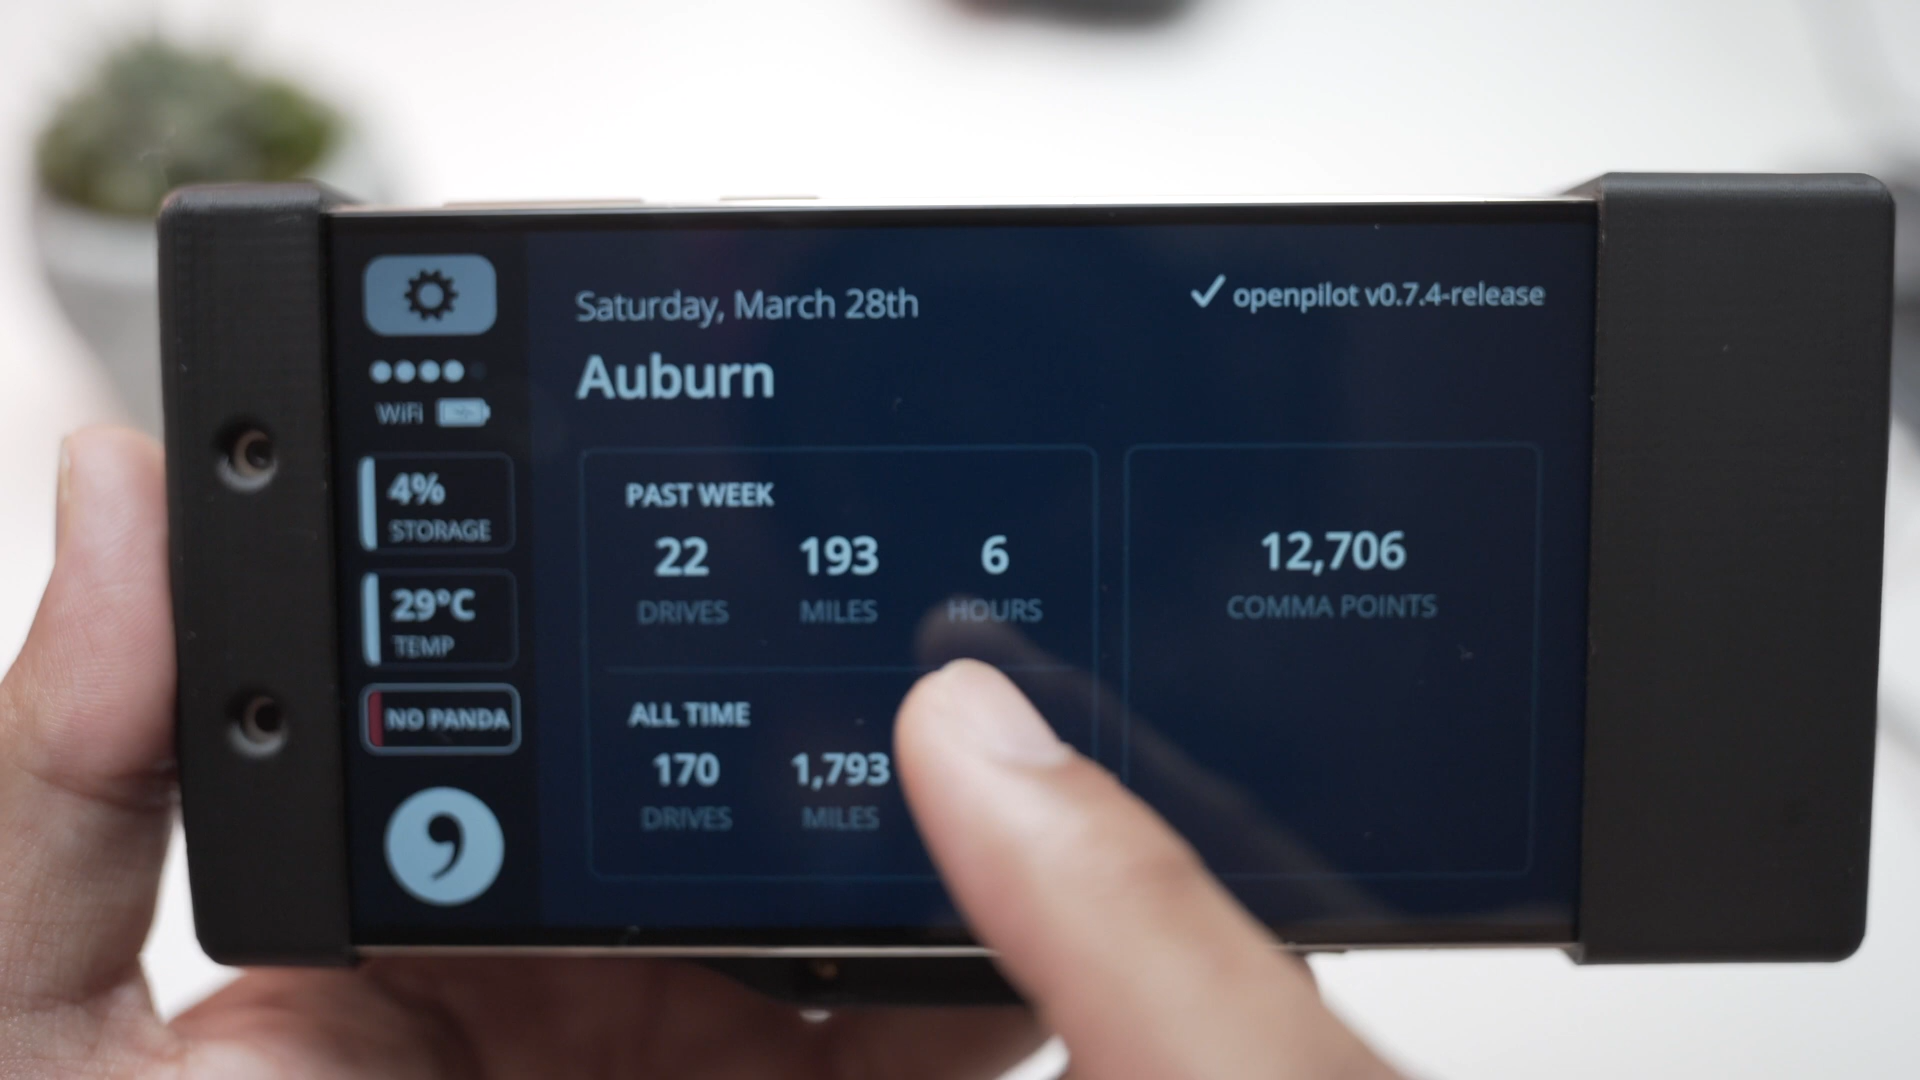 Saturday, March 28th
openpilot v0.7.4-release
Auburn
WiFi
4%
STORAGE
29°C
TEMP
NO PANDA
PAST WEEK
22 193 6
DRIVES MILES HOURS
ALL TIME
170 1,793
DRIVES MILES
12,706
COMMA POINTS